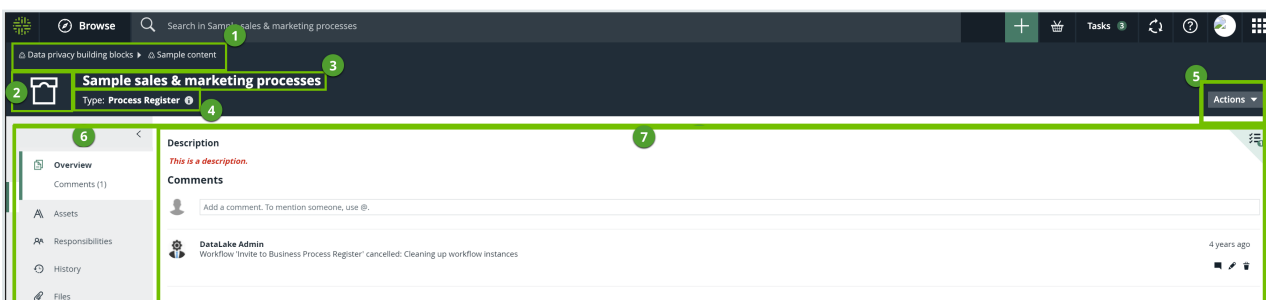 Browse Search in Sample sales & marketing processes Tasks 3
1
Data privacy building blocks Sample content
3
Sample sales & marketing processes
2
5
Type: Process Register
4
Actions
6
7
Description
This is a description.
Overview
Comments (1)
Comments
Add a comment. To mention someone, use @.
Assets
Responsibilities
DataLake Admin
4 years ago
Workflow 'Invite to Business Process Register' cancelled: Cleaning up workflow instances
History
Files